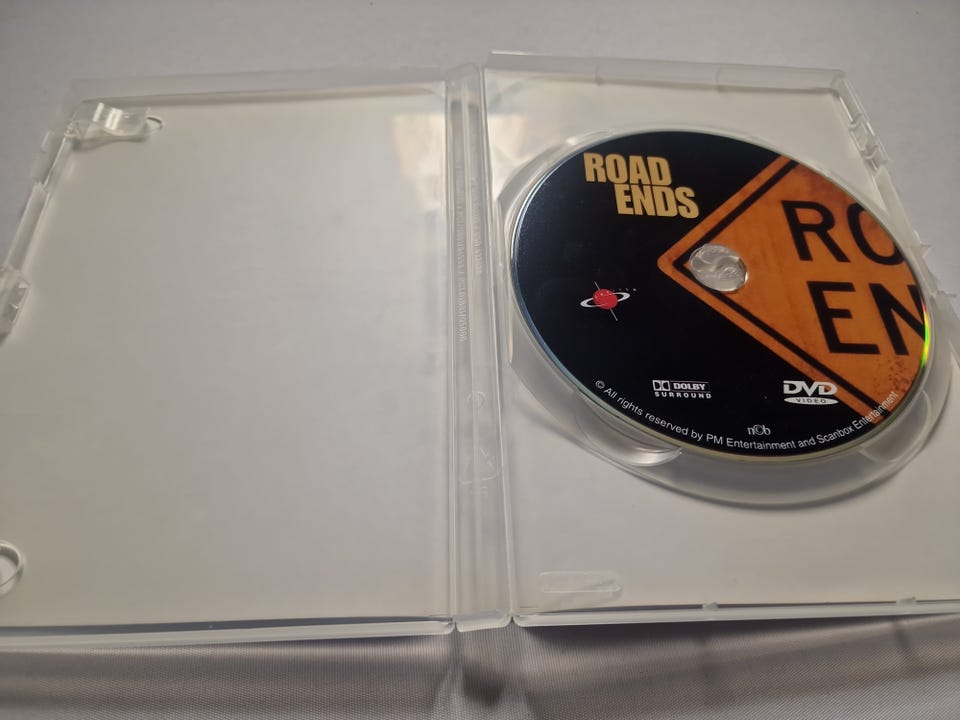 ROAD
ENDS
RO
EN
DOLBY
SURROUND
DVD
VIDEO
n©b
© All rights reserved by PM Entertainment and Scanbox Entertainment